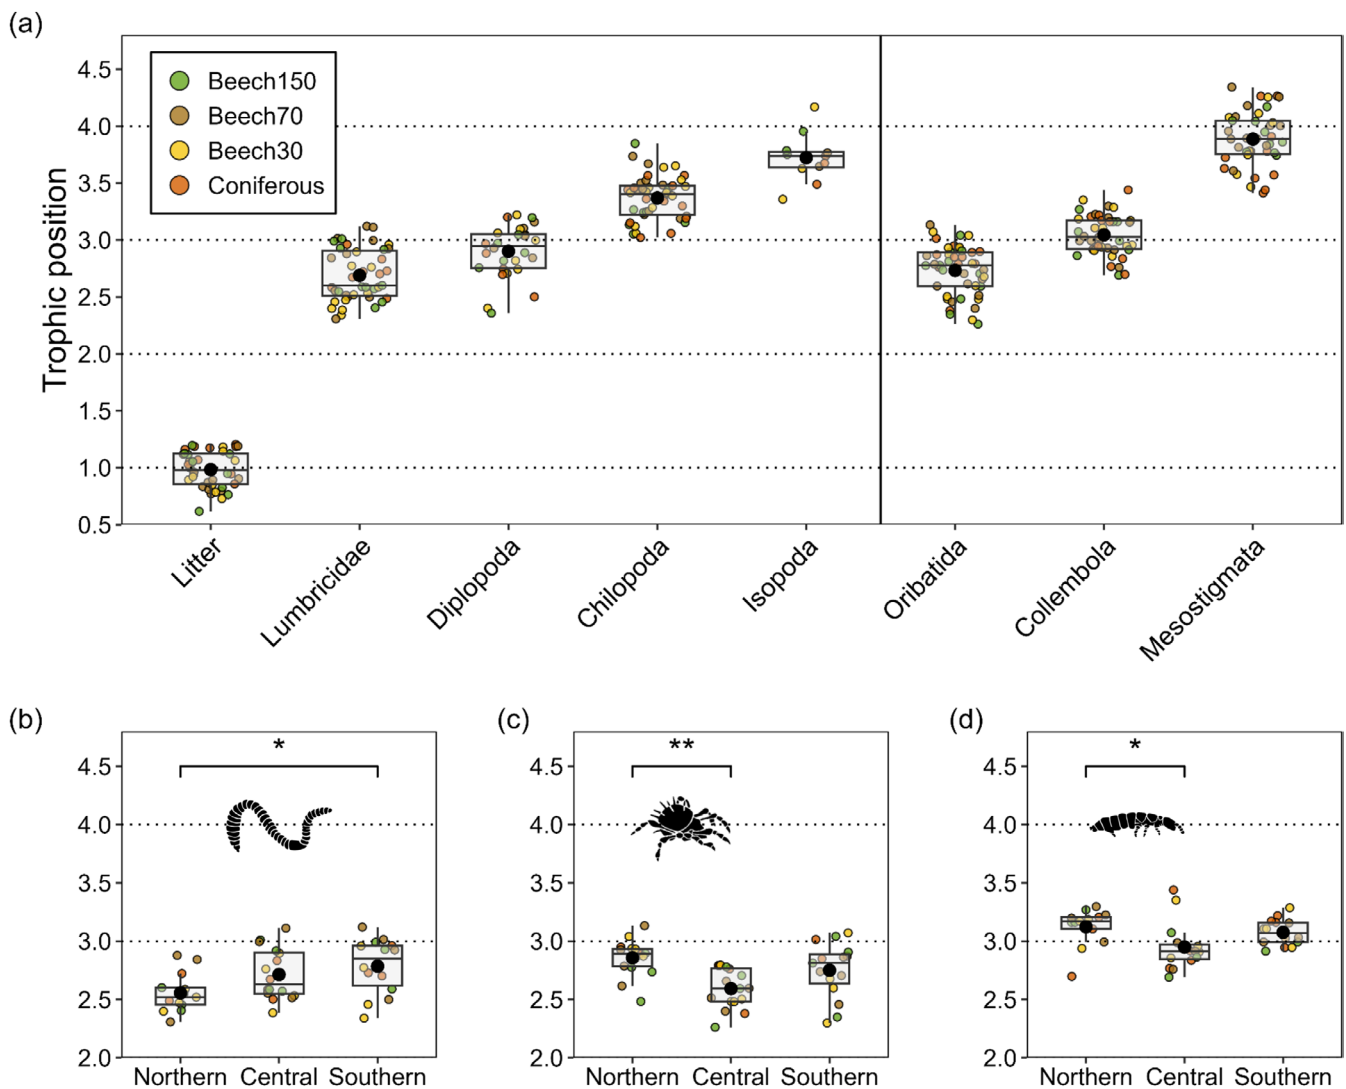 (a)
Trophic position
4.5
4.0
3.5
3.0
2.5
2.0
1.5
1.0
0.5
Beech150
Beech70
Beech30
Coniferous
Litter
Lumbricidae
Diplopoda
Chilopoda
Isopoda
Oribatida
Collembola
Mesostigmata
(b)
*
4.5
4.0
3.5
3.0
2.5
2.0
Northern Central Southern
(c)
**
4.5
4.0
3.5
3.0
2.5
2.0
Northern Central Southern
(d)
*
4.5
4.0
3.5
3.0
2.5
2.0
Northern Central Southern